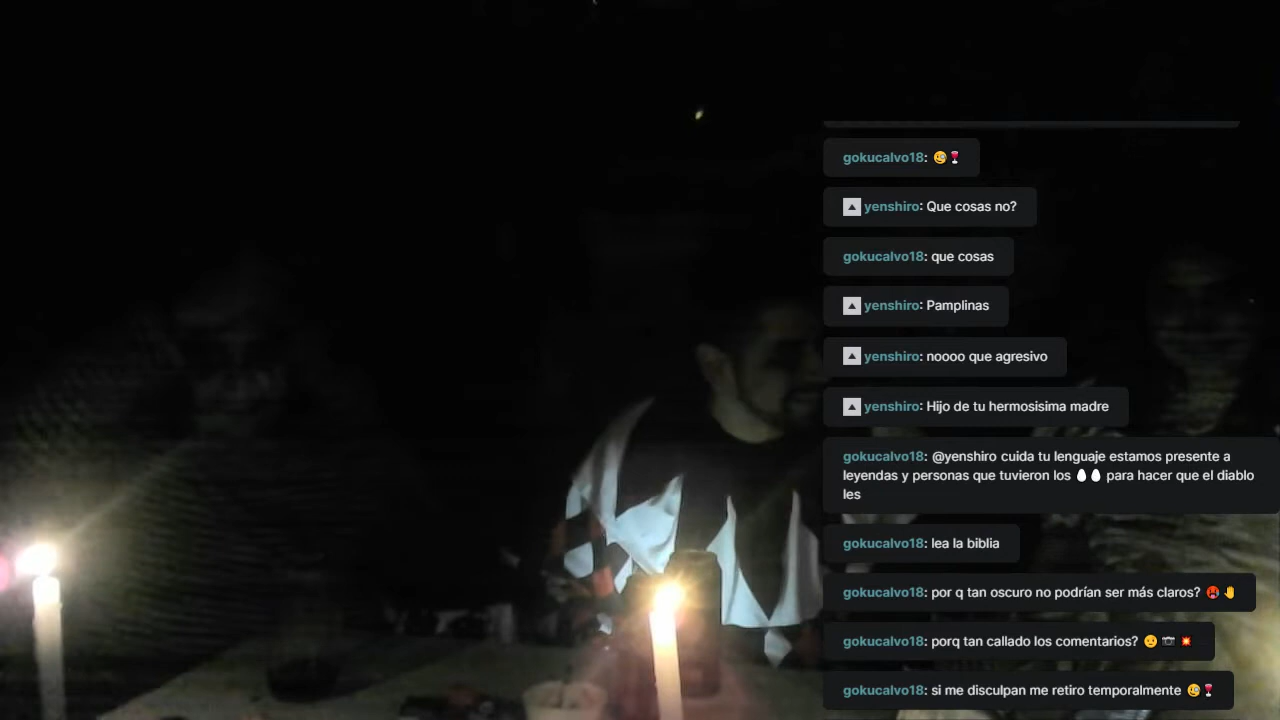 gokucalvo18: 🧐🍷
yenshiro: Que cosas no?
gokucalvo18: que cosas
yenshiro: Pamplinas
yenshiro: noooo que agresivo
yenshiro: Hijo de tu hermosisima madre
gokucalvo18: @yenshiro cuida tu lenguaje estamos presente a
leyendas y personas que tuvieron los 🥚🥚 para hacer que el diablo
les
gokucalvo18: lea la biblia
gokucalvo18: por q tan oscuro no podrían ser más claros? 🥵🤚
gokucalvo18: porq tan callado los comentarios? 🤨📷💥
gokucalvo18: si me disculpan me retiro temporalmente 🧐🍷